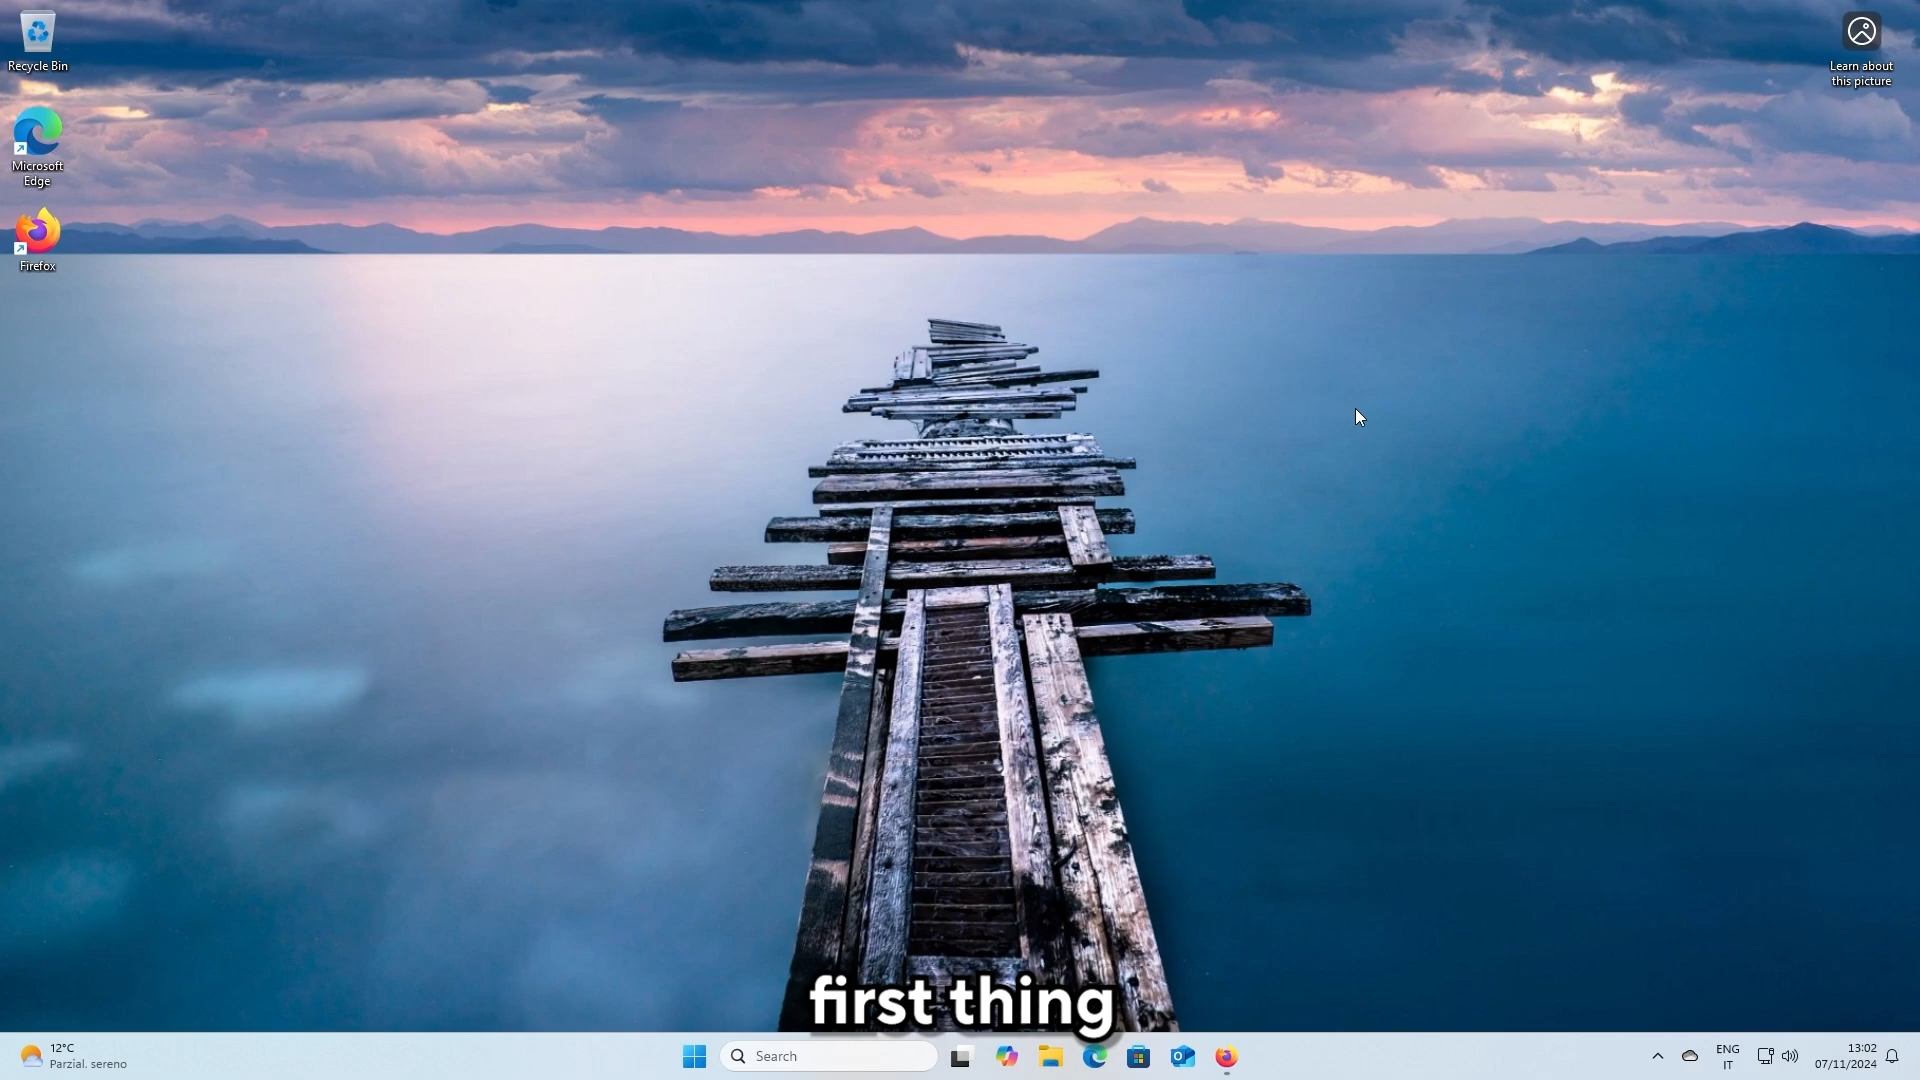 Recycle Bin
Learn about
this picture
Microsoft
Edge
Firefox
first thing
12°C
Parzial. sereno
Search
ENG
IT
13:02
07/11/2024